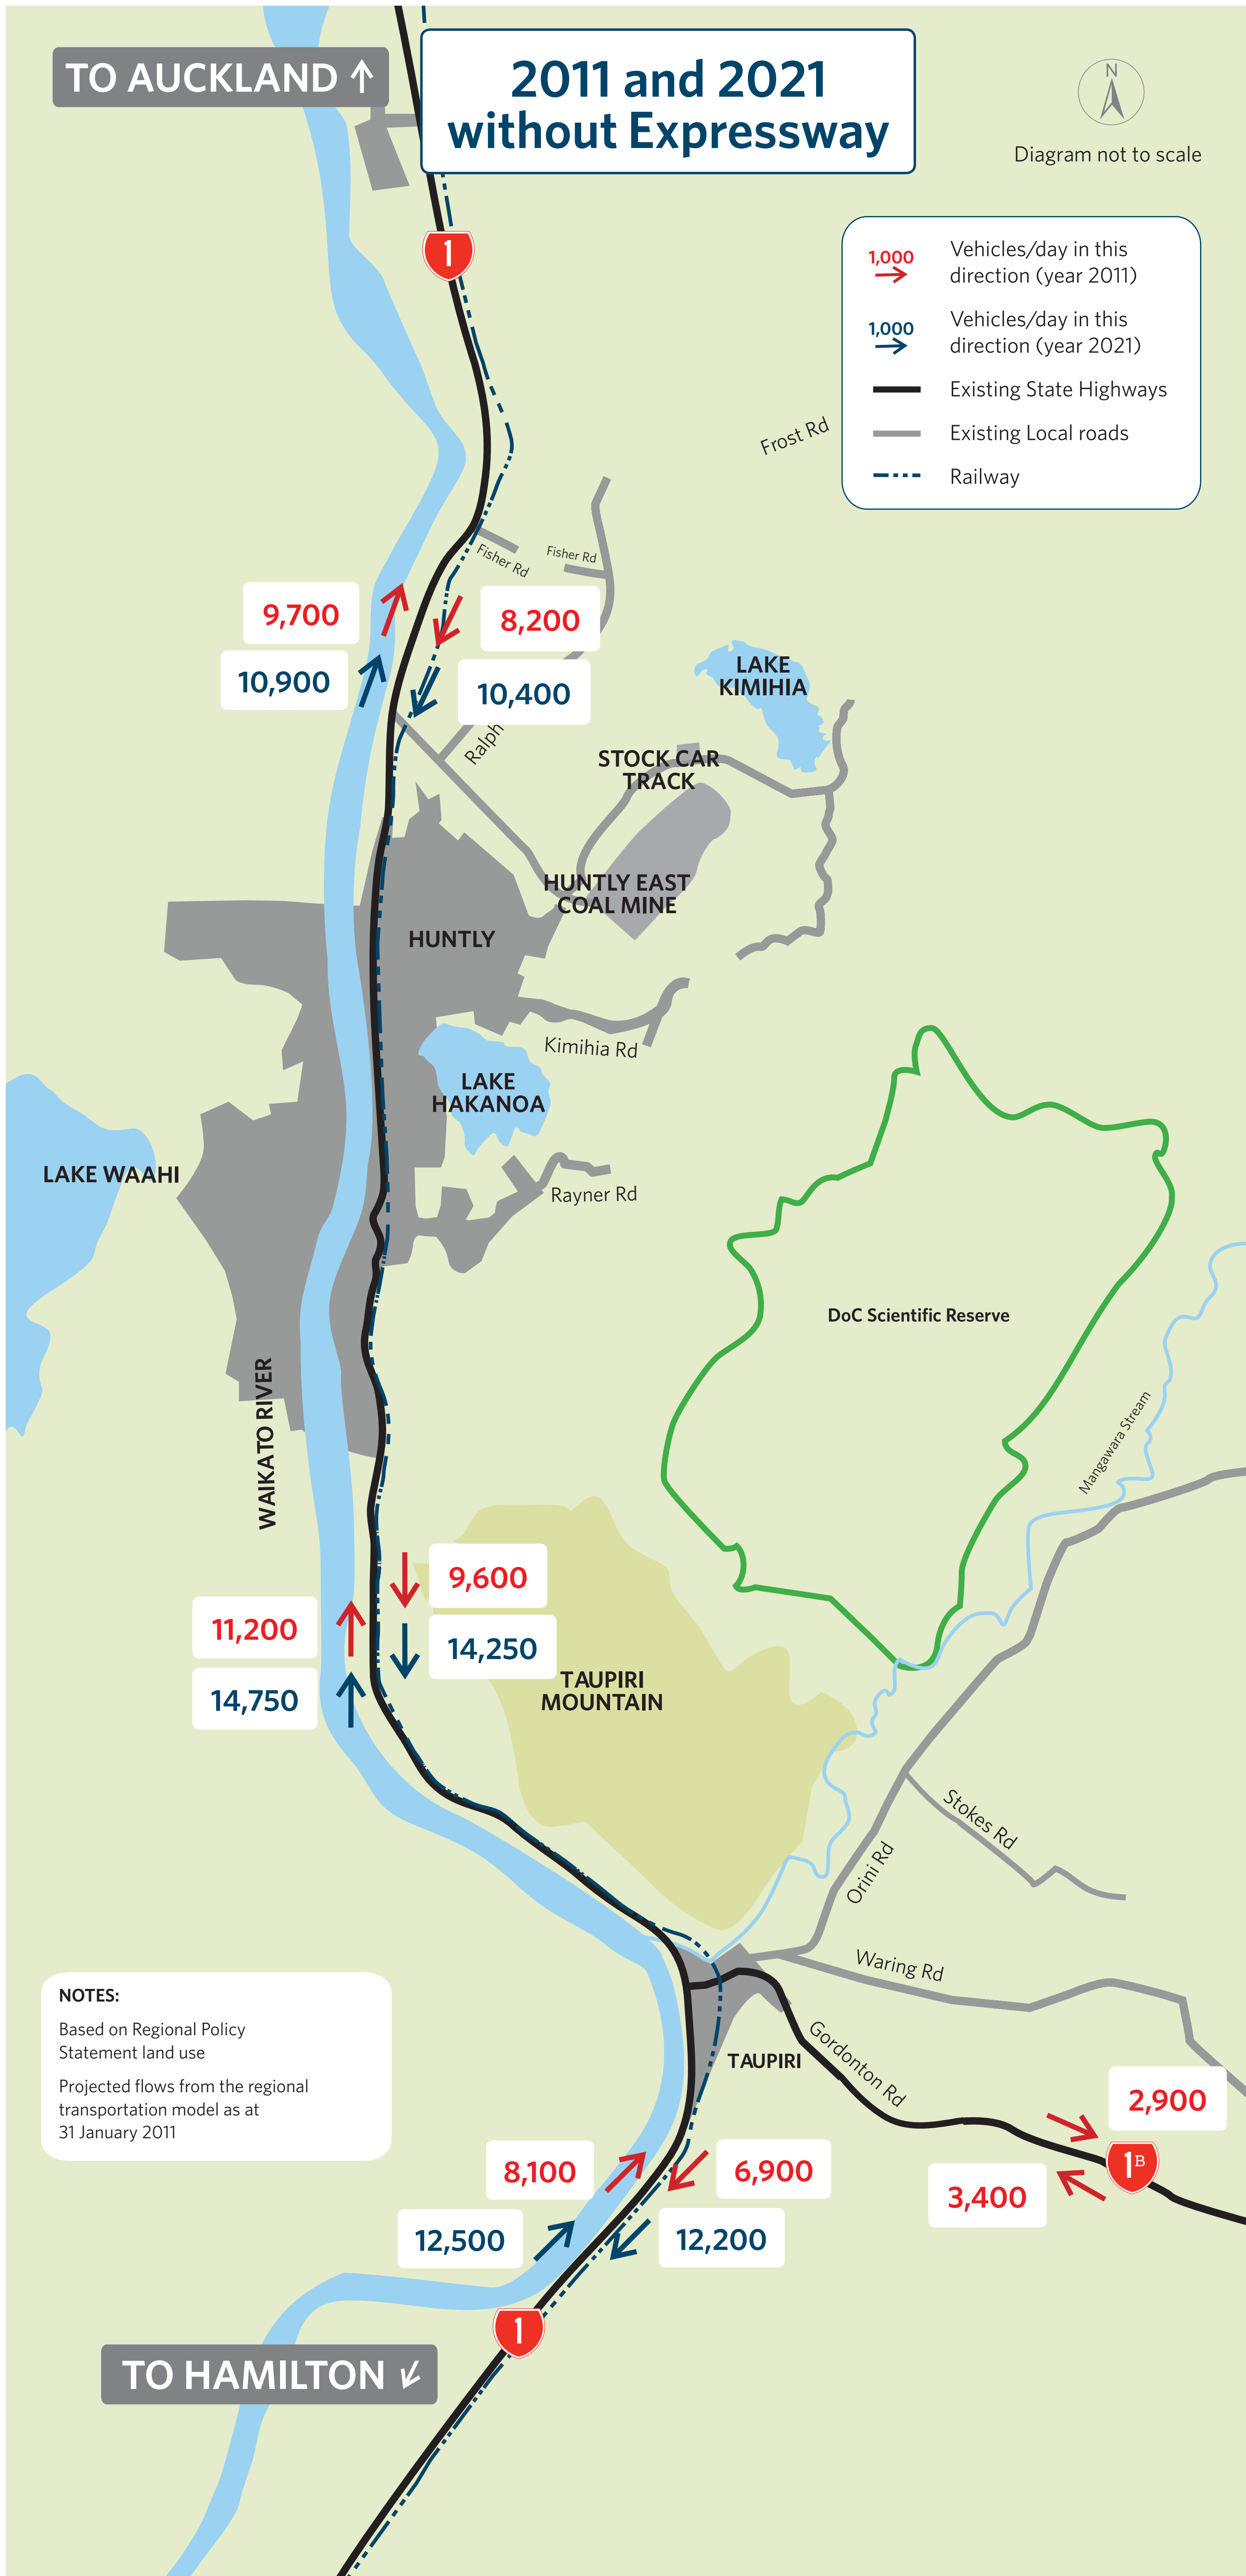 TO AUCKLAND ↑
2011 and 2021
without Expressway
N
Diagram not to scale
1
1,000
Vehicles/day in this
direction (year 2011)
1,000
Vehicles/day in this
direction (year 2021)
Existing State Highways
Existing Local roads
Railway
Frost Rd
Fisher Rd
Fisher Rd
9,700
8,200
10,900
10,400
Ralph
LAKE
KIMIHIA
STOCK CAR
TRACK
HUNTLY EAST
COAL MINE
HUNTLY
Kimihia Rd
LAKE
HAKANOA
LAKE WAAHI
Rayner Rd
DoC Scientific Reserve
WAIKATO RIVER
Mangawara Stream
9,600
11,200
14,250
14,750
TAUPIRI
MOUNTAIN
Stokes Rd
Orini Rd
Waring Rd
NOTES:
Based on Regional Policy
Statement land use
Projected flows from the regional
transportation model as at
31 January 2011
TAUPIRI
Gordonton Rd
2,900
1B
3,400
8,100
6,900
12,500
12,200
1
TO HAMILTON ↙